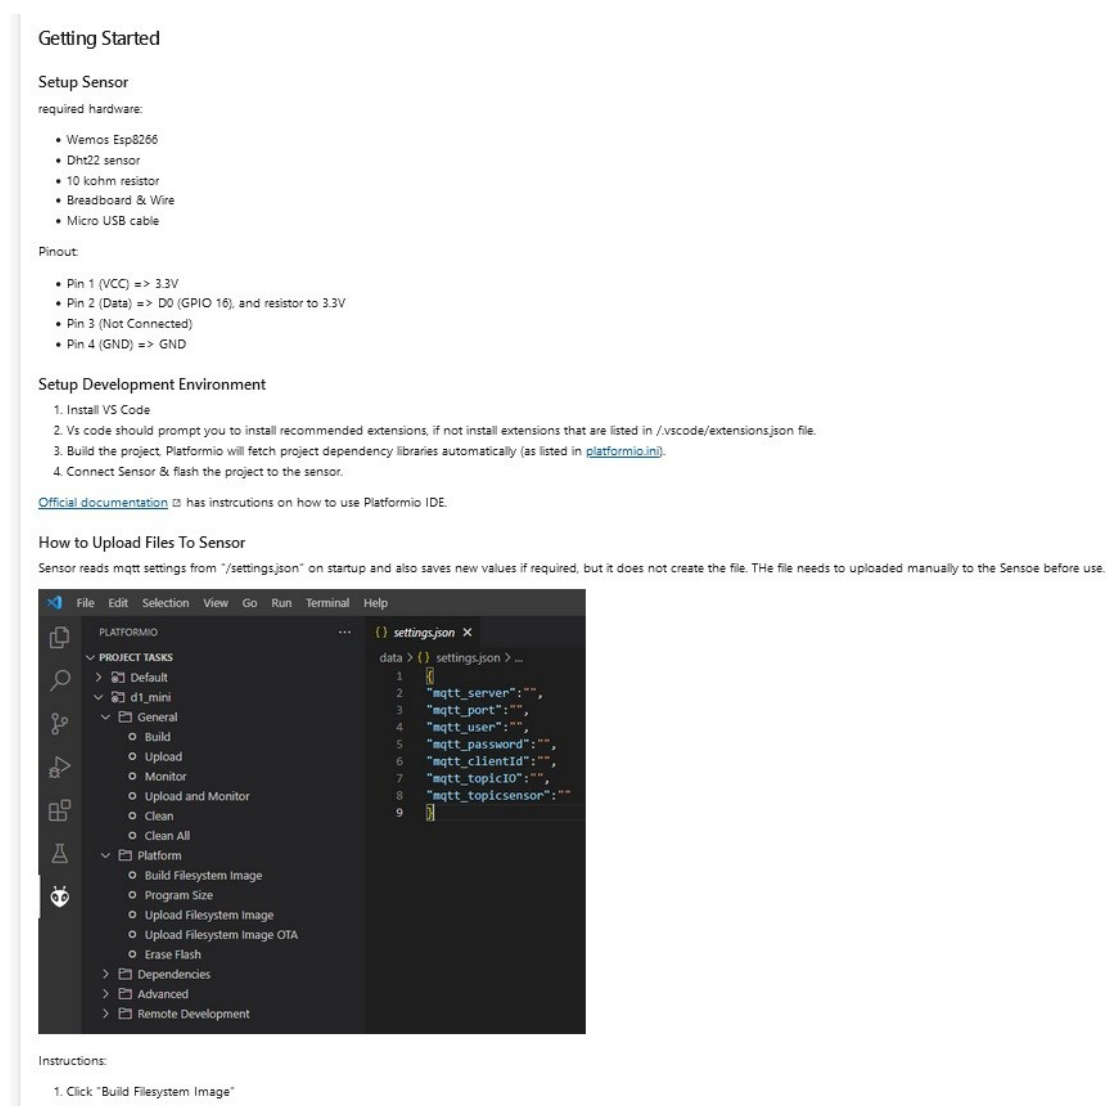 Getting Started
Setup Sensor
required hardware:
• Wemos Esp8266
• Dht22 sensor
• 10 kohm resistor
• Breadboard & Wire
• Micro USB cable
Pinout:
• Pin 1 (VCC) => 3.3V
• Pin 2 (Data) => D0 (GPIO 16), and resistor to 3.3V
• Pin 3 (Not Connected)
• Pin 4 (GND) => GND
Setup Development Environment
1. Install VS Code
2. Vs code should prompt you to install recommended extensions, if not install extensions that are listed in /.vscode/extensions.json file.
3. Build the project, Platformio will fetch project dependency libraries automatically (as listed in platformio.ini).
4. Connect Sensor & flash the project to the sensor.
Official documentation has instrcutions on how to use Platformio IDE.
How to Upload Files To Sensor
Sensor reads mqtt settings from "/settings.json" on startup and also saves new values if required, but it does not create the file. THe file needs to uploaded manually to the Sensoe before use.
File Edit Selection View Go Run Terminal Help
PLATFORMIO ···
PROJECT TASKS
> Default
d1_mini
General
Build
Upload
Monitor
Upload and Monitor
Clean
Clean All
Platform
Build Filesystem Image
Program Size
Upload Filesystem Image
Upload Filesystem Image OTA
Erase Flash
> Dependencies
> Advanced
> Remote Development
{} settings.json ×
data > {} settings.json > ...
1 {
2 "mqtt_server":"",
3 "mqtt_port":"",
4 "mqtt_user":"",
5 "mqtt_password":"",
6 "mqtt_clientId":"",
7 "mqtt_topicIO":"",
8 "mqtt_topicsensor":""
9 }
Instructions:
1. Click "Build Filesystem Image"